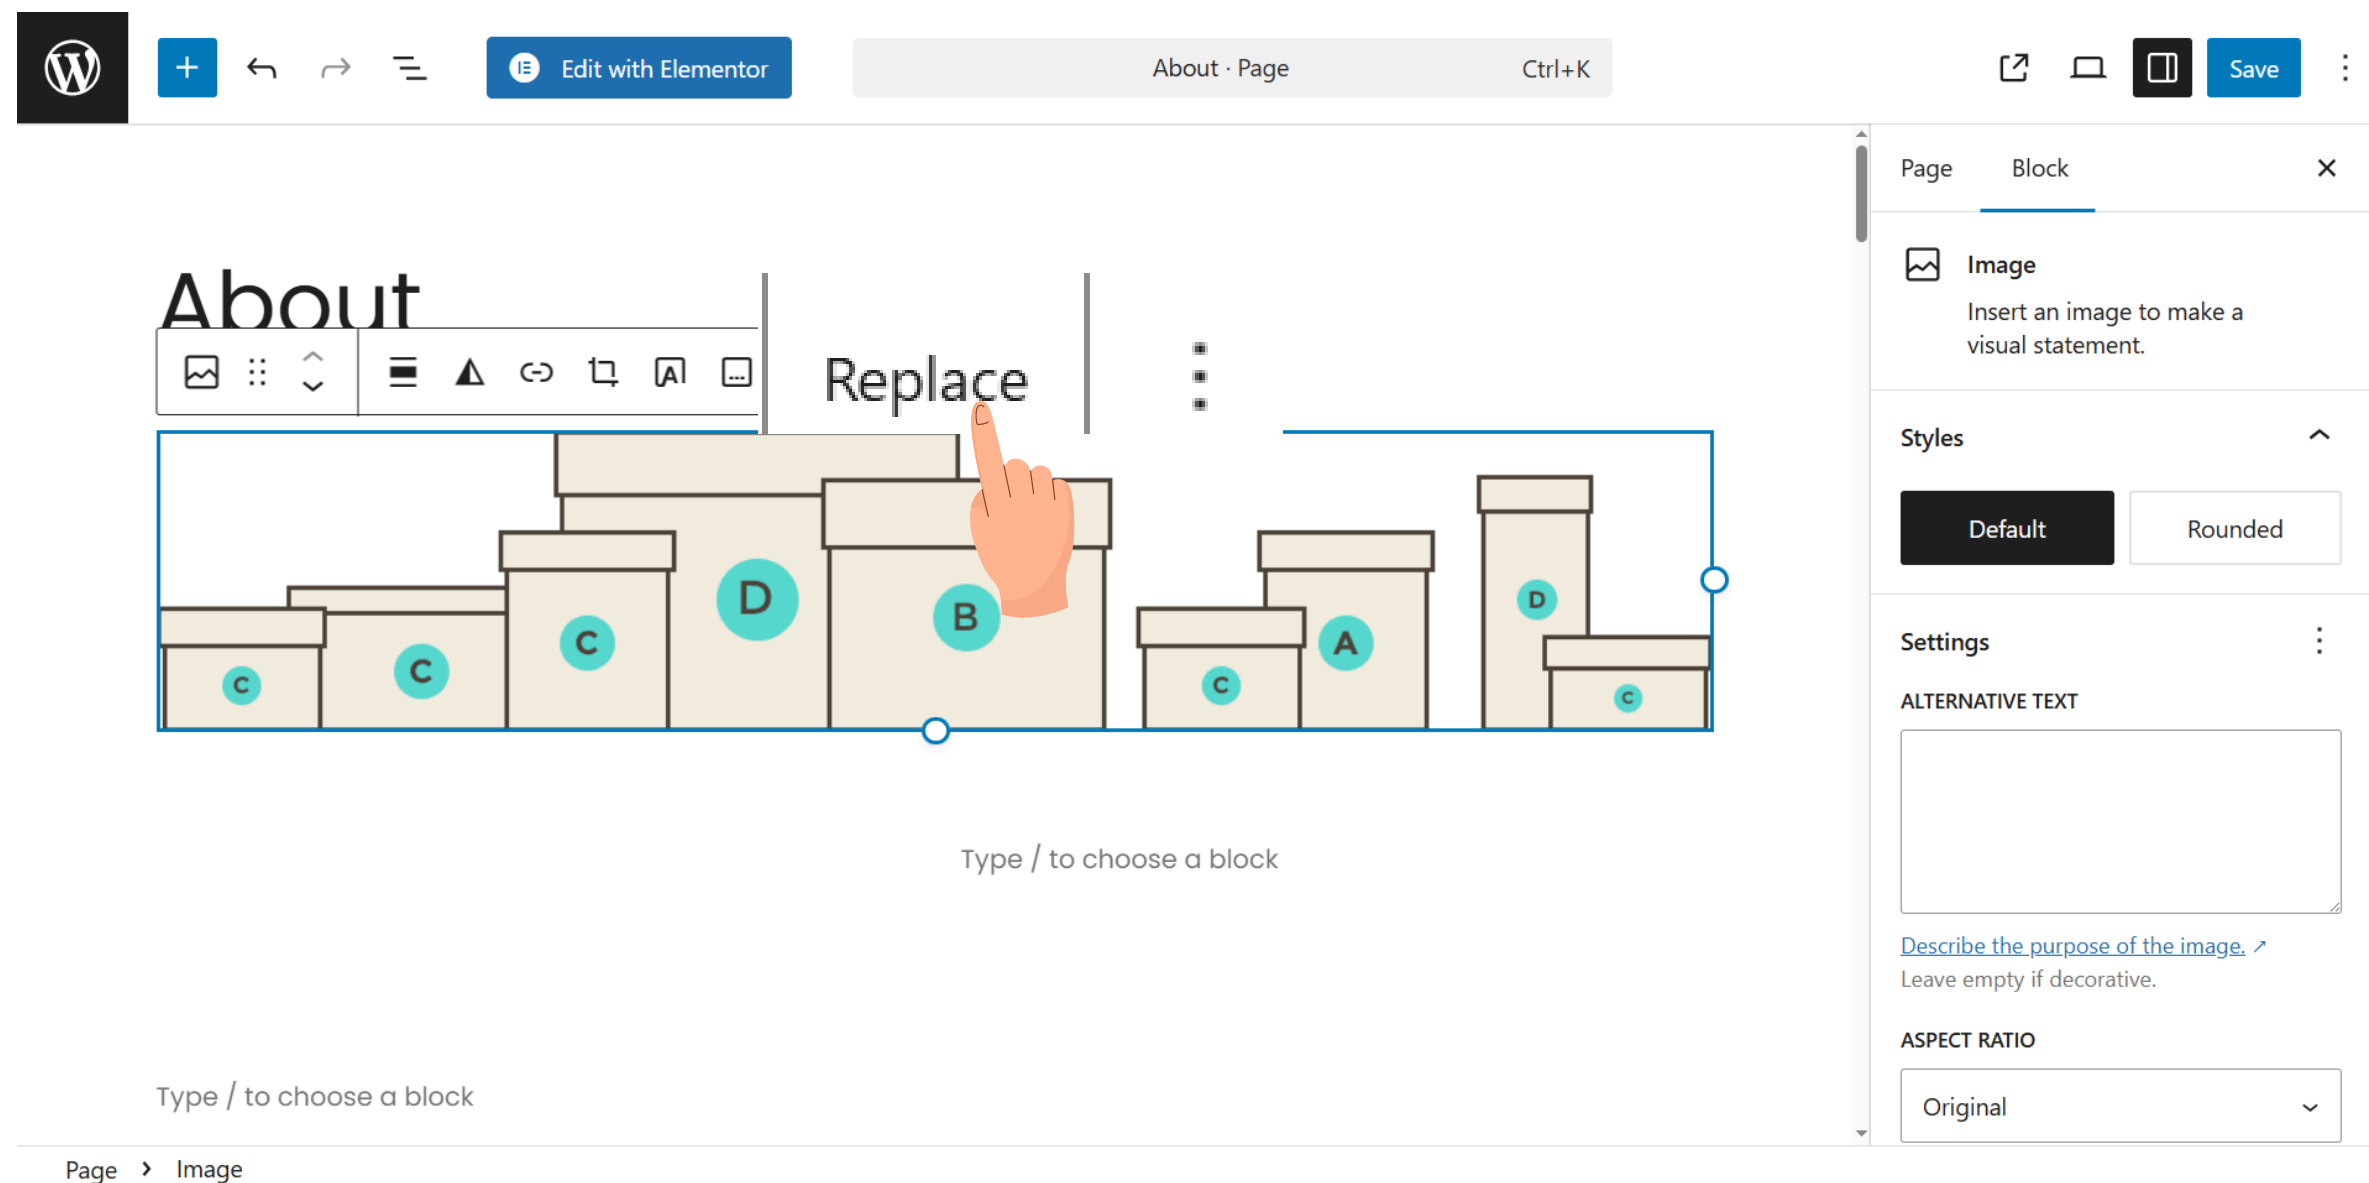 Edit with Elementor
About · Page
Ctrl+K
Save
Page
Block
About
Replace
Image
Insert an image to make a
visual statement.
Styles
Default
Rounded
D
B
C
C
C
C
A
D
C
Settings
ALTERNATIVE TEXT
Describe the purpose of the image. ↗
Leave empty if decorative.
ASPECT RATIO
Original
Type / to choose a block
Type / to choose a block
Page › Image